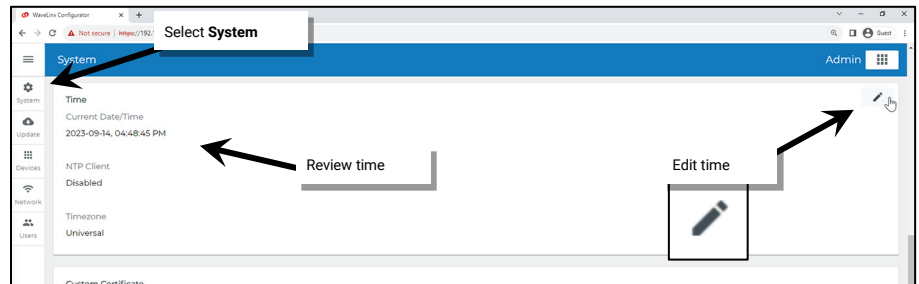 WaveLinx Configurator
Not secure | https://192.1
Guest
Select System
System
Admin
System
Update
Devices
Network
Users
Time
Current Date/Time
2023-09-14, 04:48:45 PM
NTP Client
Disabled
Timezone
Universal
Review time
Edit time
Custom Certificate